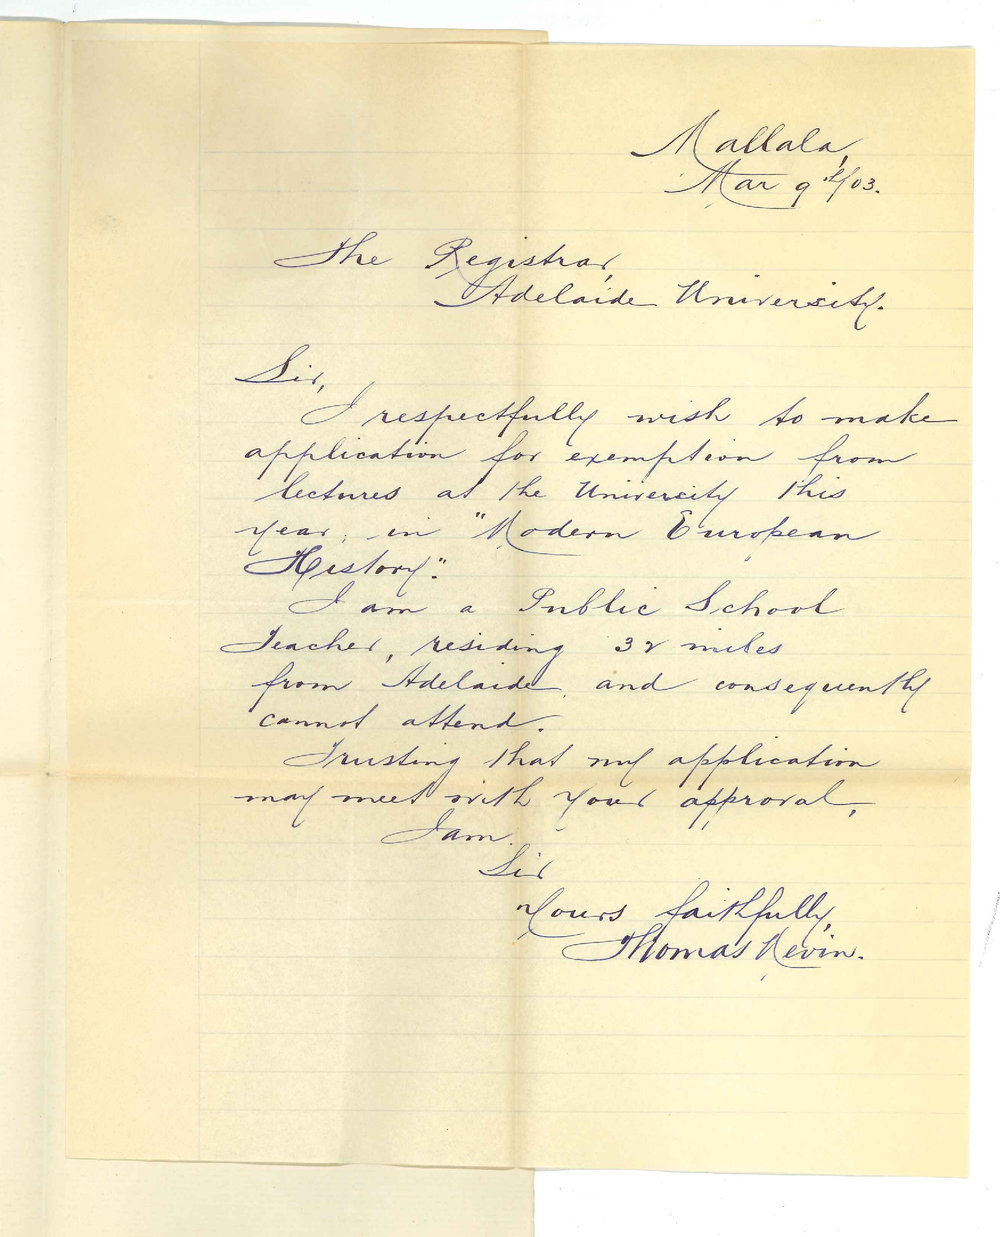 Mallala,
Mar 9th/03.
The Registrar,
Adelaide University.
Sir,
I respectfully wish to make
application for exemption from
lectures at the University this
year, in "Modern European
History".
I am a Public School
Teacher, residing 32 miles
from Adelaide, and consequently
cannot attend.
Trusting that my application
may meet with your approval,
I am,
Sir
Yours faithfully,
Thomas Nevin.